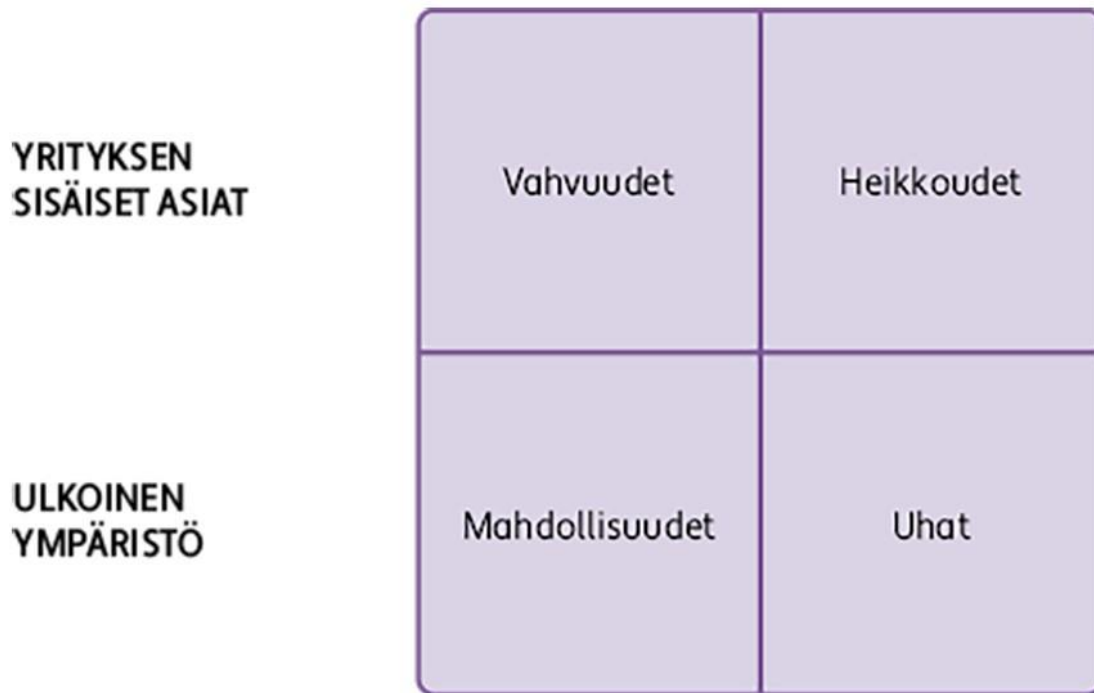 YRITYKSEN
SISÄISET ASIAT
Vahvuudet
Heikkoudet
ULKOINEN
YMPÄRISTÖ
Mahdollisuudet
Uhat